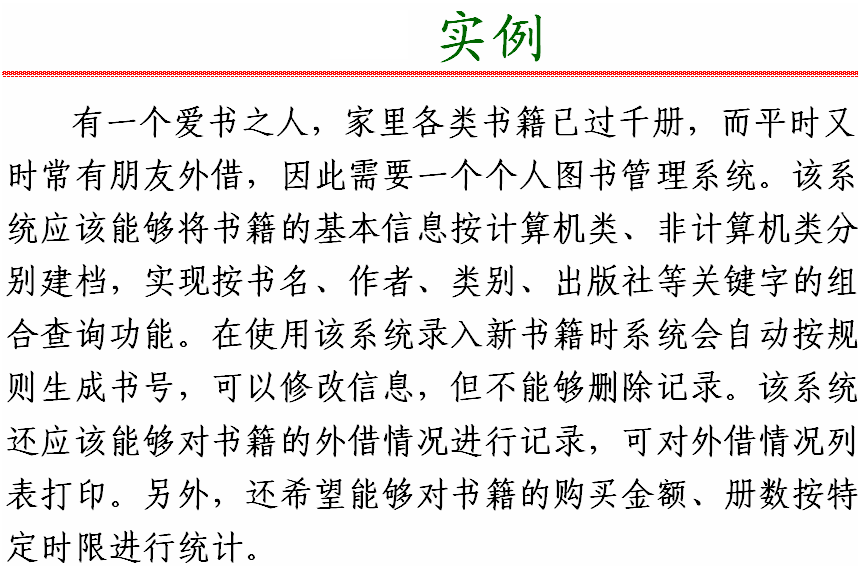 实例
有一个爱书之人，家里各类书籍已过千册，而平时又
时常有朋友外借，因此需要一个个人图书管理系统。该系
统应该能够将书籍的基本信息按计算机类、非计算机类分
别建档，实现按书名、作者、类别、出版社等关键字的组
合查询功能。在使用该系统录入新书籍时系统会自动按规
则生成书号，可以修改信息，但不能够删除记录。该系统
还应该能够对书籍的外借情况进行记录，可对外借情况列
表打印。另外，还希望能够对书籍的购买金额、册数按特
定时限进行统计。